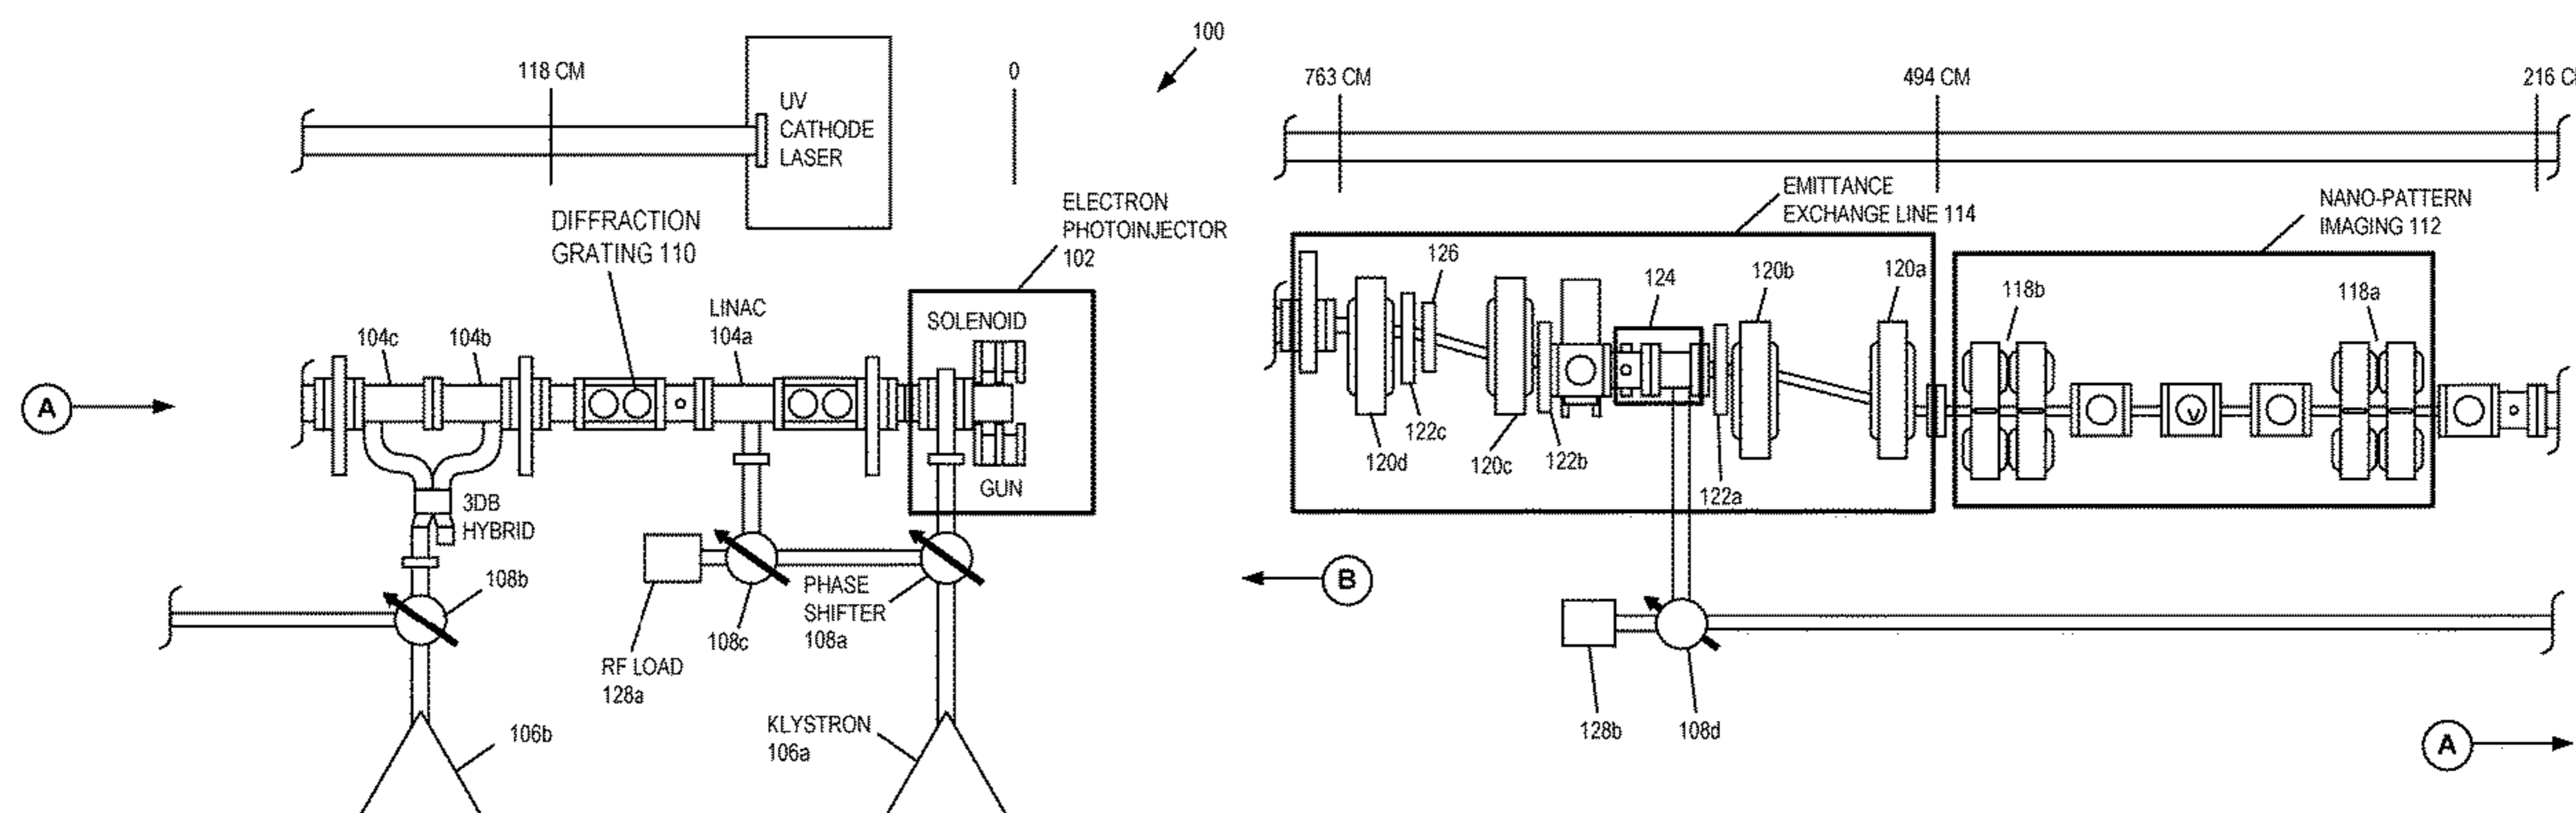 100
118 CM
0
763 CM
494 CM
216 C
UV
CATHODE
LASER
DIFFRACTION
GRATING 110
ELECTRON
PHOTOINJECTOR
102
EMITTANCE
EXCHANGE LINE 114
NANO-PATTERN
IMAGING 112
104c
104b
LINAC
104a
SOLENOID
GUN
126
124
120b
120a
118b
118a
A
122c
120d
120c
122b
122a
3DB
HYBRID
108b
PHASE
SHIFTER
108a
108c
RF LOAD
128a
B
KLYSTRON
106a
106b
128b
108d
A
V